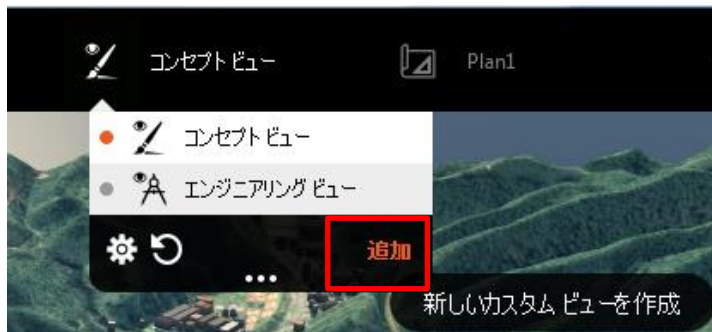 コンセプト ビュー
Plan1
コンセプト ビュー
エンジニアリング ビュー
追加
新しいカスタム ビューを作成